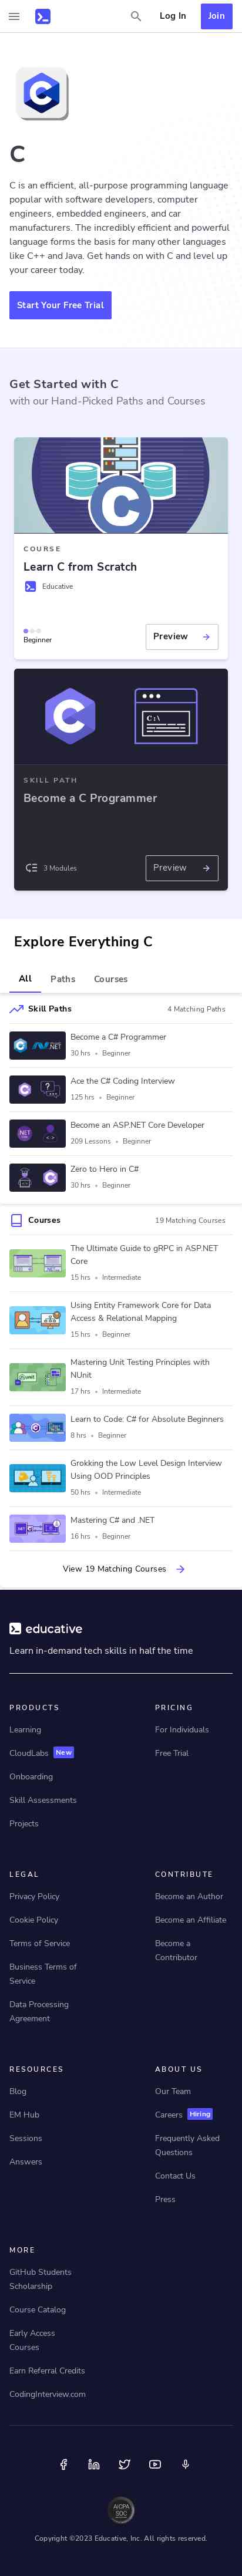 Log In
Join
C
C
C is an efficient, all-purpose programming language
popular with software developers, computer
engineers, embedded engineers, and car
manufacturers. The incredibly efficient and powerful
language forms the basis for many other languages
like C++ and Java. Get hands on with C and level up
your career today.
Start Your Free Trial
Get Started with C
with our Hand-Picked Paths and Courses
C
COURSE
Learn C from Scratch
Educative
Beginner
Preview
C
C:\
SKILL PATH
Become a C Programmer
3 Modules
Preview
Explore Everything C
All
Paths
Courses
Skill Paths
4 Matching Paths
Become a C# Programmer
30 hrs • Beginner
Ace the C# Coding Interview
125 hrs • Beginner
Become an ASP.NET Core Developer
209 Lessons • Beginner
Zero to Hero in C#
30 hrs • Beginner
Courses
19 Matching Courses
The Ultimate Guide to gRPC in ASP.NET
Core
15 hrs • Intermediate
Using Entity Framework Core for Data
Access & Relational Mapping
15 hrs • Beginner
Mastering Unit Testing Principles with
NUnit
17 hrs • Intermediate
Learn to Code: C# for Absolute Beginners
8 hrs • Beginner
Grokking the Low Level Design Interview
Using OOD Principles
50 hrs • Intermediate
Mastering C# and .NET
16 hrs • Beginner
View 19 Matching Courses
educative
Learn in-demand tech skills in half the time
PRODUCTS
Learning
CloudLabs New
Onboarding
Skill Assessments
Projects
PRICING
For Individuals
Free Trial
LEGAL
Privacy Policy
Cookie Policy
Terms of Service
Business Terms of
Service
Data Processing
Agreement
CONTRIBUTE
Become an Author
Become an Affiliate
Become a
Contributor
RESOURCES
Blog
EM Hub
Sessions
Answers
ABOUT US
Our Team
Careers Hiring
Frequently Asked
Questions
Contact Us
Press
MORE
GitHub Students
Scholarship
Course Catalog
Early Access
Courses
Earn Referral Credits
CodingInterview.com
AICPA
SOC
Copyright ©2023 Educative, Inc. All rights reserved.